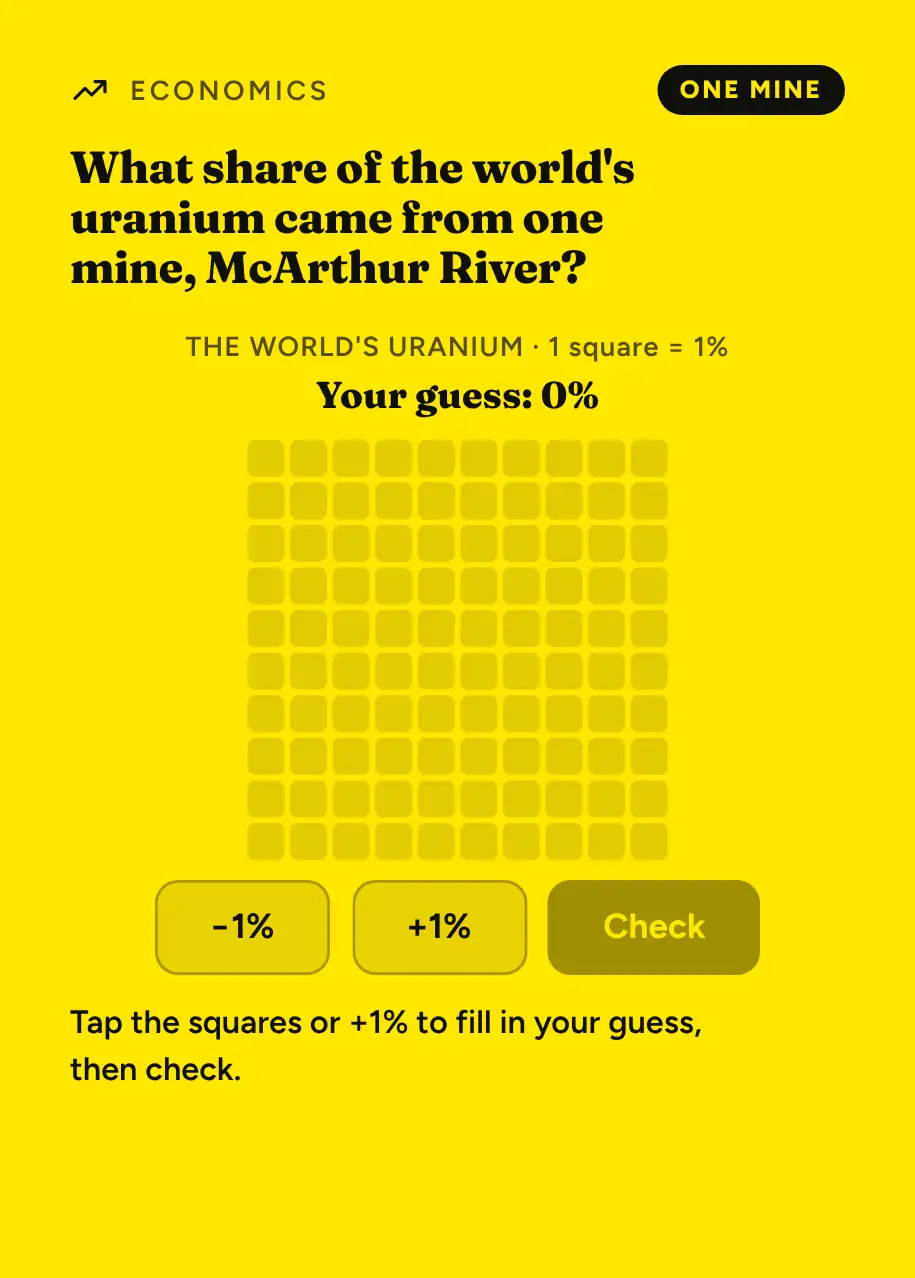 ECONOMICS
ONE MINE
What share of the world's
uranium came from one
mine, McArthur River?
THE WORLD'S URANIUM · 1 square = 1%
Your guess: 0%
−1%
+1%
Check
Tap the squares or +1% to fill in your guess,
then check.